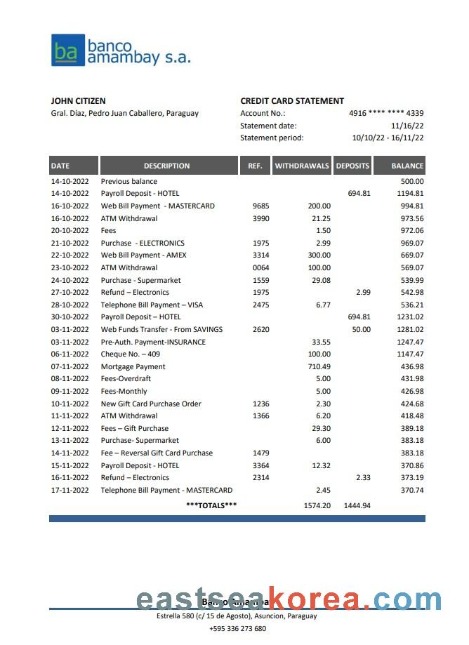 ba banco
amambay s.a.
JOHN CITIZEN
Gral. Díaz, Pedro Juan Caballero, Paraguay
CREDIT CARD STATEMENT
Account No.: 4916 **** **** 4339
Statement date: 11/16/22
Statement period: 10/10/22 - 16/11/22
DATE DESCRIPTION REF. WITHDRAWALS DEPOSITS BALANCE
14-10-2022 Previous balance 500.00
14-10-2022 Payroll Deposit - HOTEL 694.81 1194.81
16-10-2022 Web Bill Payment - MASTERCARD 9685 200.00 994.81
16-10-2022 ATM Withdrawal 3990 21.25 973.56
20-10-2022 Fees 1.50 972.06
21-10-2022 Purchase - ELECTRONICS 1975 2.99 969.07
22-10-2022 Web Bill Payment - AMEX 3314 300.00 669.07
23-10-2022 ATM Withdrawal 0064 100.00 569.07
24-10-2022 Purchase - Supermarket 1559 29.08 539.99
27-10-2022 Refund – Electronics 1975 2.99 542.98
28-10-2022 Telephone Bill Payment – VISA 2475 6.77 536.21
30-10-2022 Payroll Deposit – HOTEL 694.81 1231.02
03-11-2022 Web Funds Transfer - From SAVINGS 2620 50.00 1281.02
03-11-2022 Pre-Auth. Payment-INSURANCE 33.55 1247.47
06-11-2022 Cheque No. – 409 100.00 1147.47
07-11-2022 Mortgage Payment 710.49 436.98
08-11-2022 Fees-Overdraft 5.00 431.98
09-11-2022 Fees-Monthly 5.00 426.98
10-11-2022 New Gift Card Purchase Order 1236 2.30 424.68
11-11-2022 ATM Withdrawal 1366 6.20 418.48
12-11-2022 Fees – Gift Purchase 29.30 389.18
13-11-2022 Purchase- Supermarket 6.00 383.18
14-11-2022 Fee – Reversal Gift Card Purchase 1479 383.18
15-11-2022 Payroll Deposit - HOTEL 3364 12.32 370.86
16-11-2022 Refund – Electronics 2314 2.33 373.19
17-11-2022 Telephone Bill Payment - MASTERCARD 2.45 370.74
***TOTALS*** 1574.20 1444.94
Banco Amambay
eastseakorea.com
Estrella 580 (c/ 15 de Agosto), Asuncion, Paraguay
+595 336 273 680